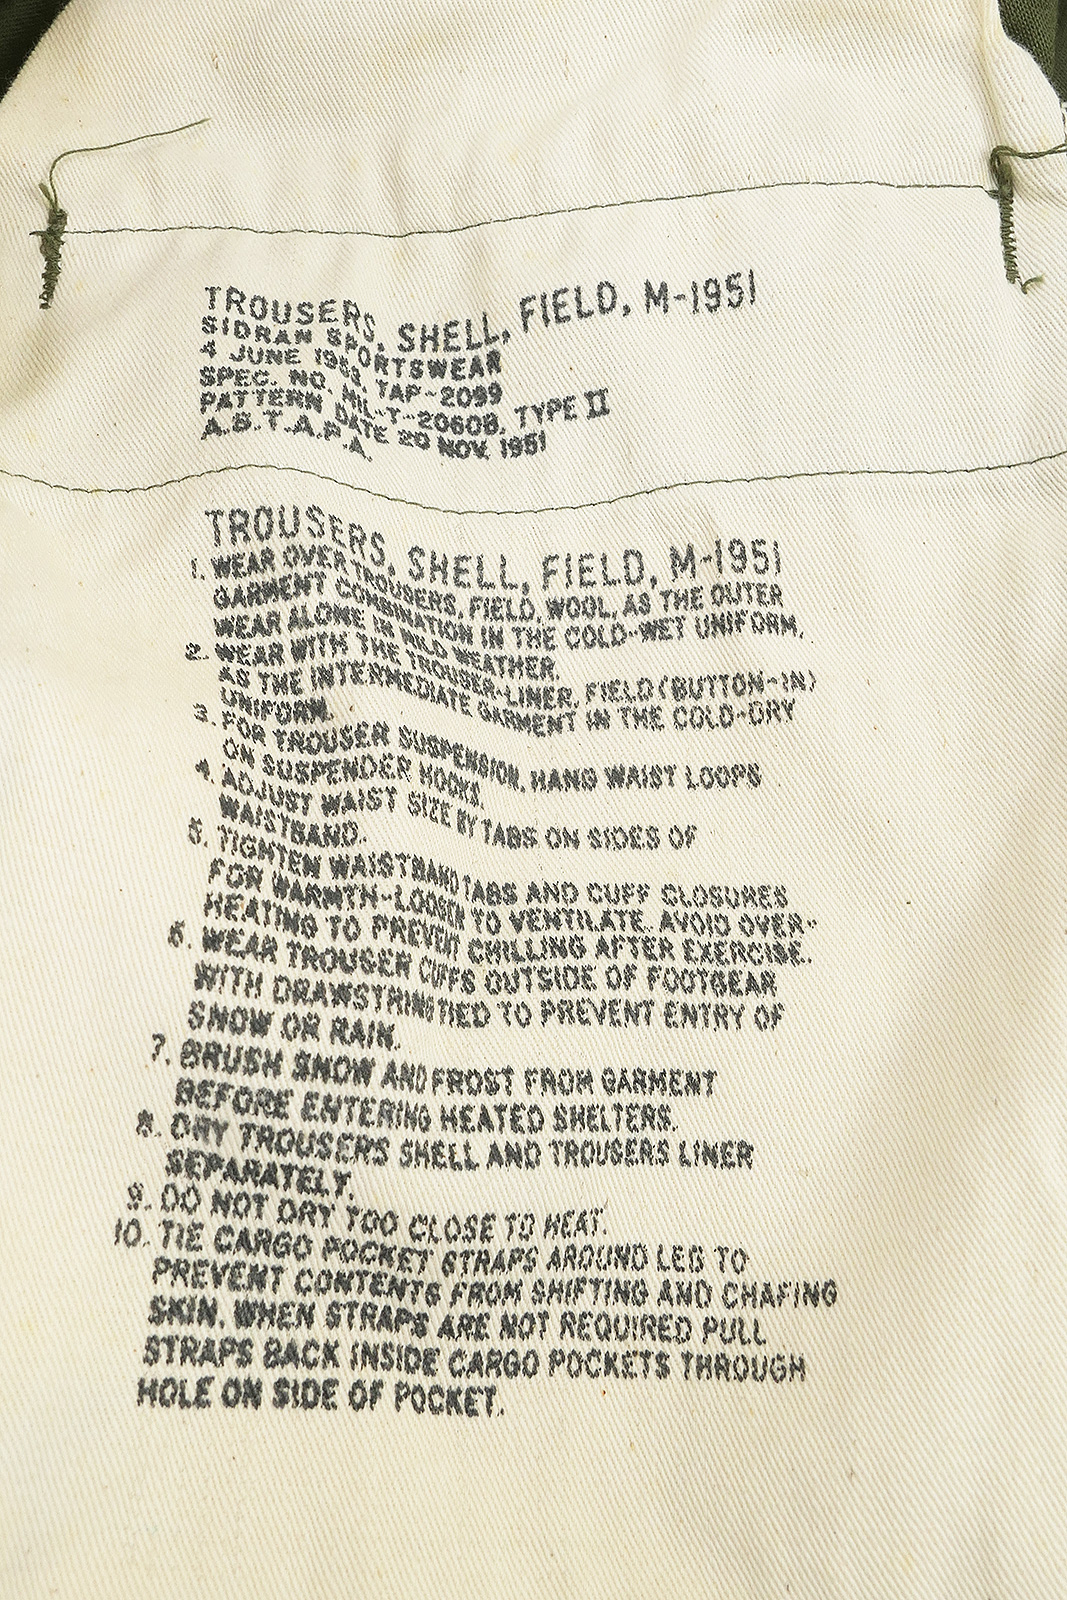 TROUSERS, SHELL, FIELD, M-1951
SIDRAN SPORTSWEAR
4 JUNE 1953, TAP-2099
SPEC. NO. MIL-T-20608, TYPE II
PATTERN DATE 20 NOV. 1951
A.S.T.A.P.A.
TROUSERS, SHELL, FIELD, M-1951
1. WEAR OVER TROUSERS, FIELD, WOOL, AS THE OUTER
GARMENT COMBINATION IN THE COLD-WET UNIFORM,
WEAR ALONE IN MILD WEATHER.
2. WEAR WITH THE TROUSER-LINER, FIELD (BUTTON-IN)
AS THE INTERMEDIATE GARMENT IN THE COLD-DRY
UNIFORM.
3. FOR TROUSER SUSPENSION, HANG WAIST LOOPS
ON SUSPENDER HOOKS.
4. ADJUST WAIST SIZE BY TABS ON SIDES OF
WAISTBAND.
5. TIGHTEN WAISTBAND TABS AND CUFF CLOSURES
FOR WARMTH-LOOSEN TO VENTILATE. AVOID OVER-
HEATING TO PREVENT CHILLING AFTER EXERCISE.
6. WEAR TROUSER CUFFS OUTSIDE OF FOOTGEAR
WITH DRAWSTRING TIED TO PREVENT ENTRY OF
SNOW OR RAIN.
7. BRUSH SNOW AND FROST FROM GARMENT
BEFORE ENTERING HEATED SHELTERS.
8. DRY TROUSERS SHELL AND TROUSERS LINER
SEPARATELY.
9. DO NOT DRY TOO CLOSE TO HEAT.
10. TIE CARGO POCKET STRAPS AROUND LEG TO
PREVENT CONTENTS FROM SHIFTING AND CHAFING
SKIN. WHEN STRAPS ARE NOT REQUIRED PULL
STRAPS BACK INSIDE CARGO POCKETS THROUGH
HOLE ON SIDE OF POCKET.